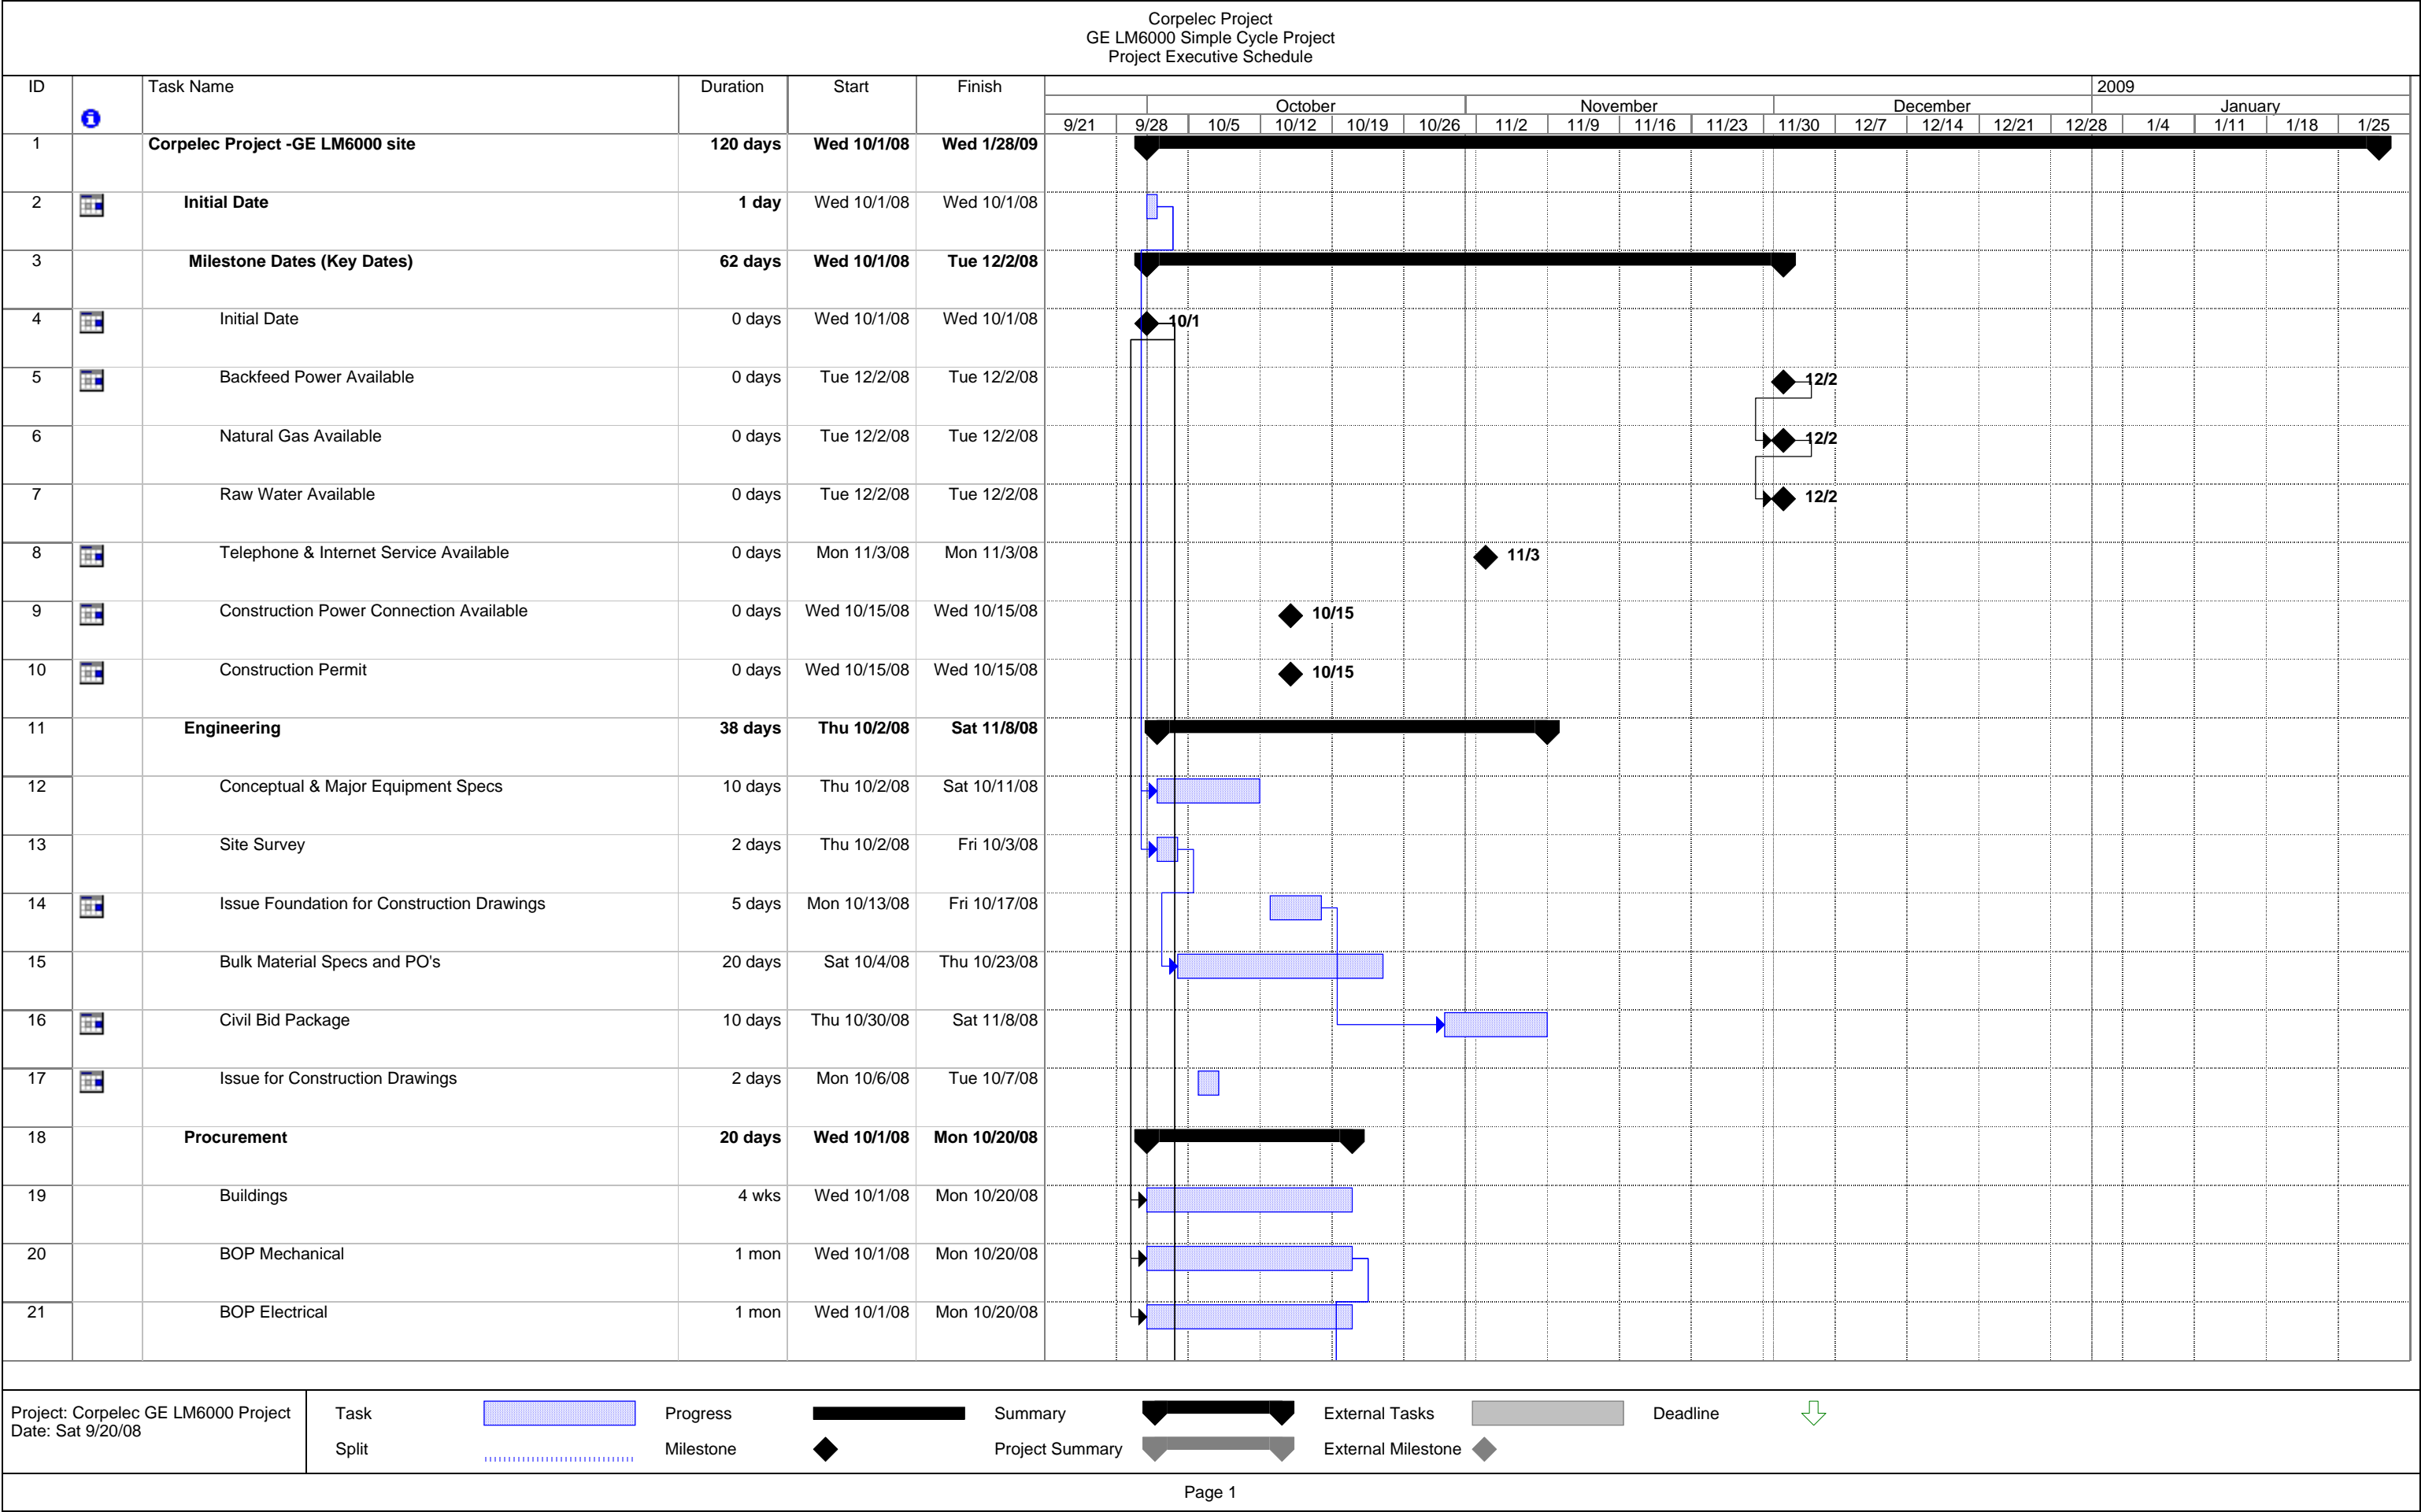 Corpelec Project
GE LM6000 Simple Cycle Project
Project Executive Schedule
ID Task Name Duration Start Finish 2009
October November December January
9/21 9/28 10/5 10/12 10/19 10/26 11/2 11/9 11/16 11/23 11/30 12/7 12/14 12/21 12/28 1/4 1/11 1/18 1/25
1 Corpelec Project -GE LM6000 site 120 days Wed 10/1/08 Wed 1/28/09
2 Initial Date 1 day Wed 10/1/08 Wed 10/1/08
3 Milestone Dates (Key Dates) 62 days Wed 10/1/08 Tue 12/2/08
4 Initial Date 0 days Wed 10/1/08 Wed 10/1/08 10/1
5 Backfeed Power Available 0 days Tue 12/2/08 Tue 12/2/08 12/2
6 Natural Gas Available 0 days Tue 12/2/08 Tue 12/2/08 12/2
7 Raw Water Available 0 days Tue 12/2/08 Tue 12/2/08 12/2
8 Telephone & Internet Service Available 0 days Mon 11/3/08 Mon 11/3/08 11/3
9 Construction Power Connection Available 0 days Wed 10/15/08 Wed 10/15/08 10/15
10 Construction Permit 0 days Wed 10/15/08 Wed 10/15/08 10/15
11 Engineering 38 days Thu 10/2/08 Sat 11/8/08
12 Conceptual & Major Equipment Specs 10 days Thu 10/2/08 Sat 10/11/08
13 Site Survey 2 days Thu 10/2/08 Fri 10/3/08
14 Issue Foundation for Construction Drawings 5 days Mon 10/13/08 Fri 10/17/08
15 Bulk Material Specs and PO's 20 days Sat 10/4/08 Thu 10/23/08
16 Civil Bid Package 10 days Thu 10/30/08 Sat 11/8/08
17 Issue for Construction Drawings 2 days Mon 10/6/08 Tue 10/7/08
18 Procurement 20 days Wed 10/1/08 Mon 10/20/08
19 Buildings 4 wks Wed 10/1/08 Mon 10/20/08
20 BOP Mechanical 1 mon Wed 10/1/08 Mon 10/20/08
21 BOP Electrical 1 mon Wed 10/1/08 Mon 10/20/08
Project: Corpelec GE LM6000 Project
Date: Sat 9/20/08
Task Progress Summary External Tasks Deadline
Split Milestone Project Summary External Milestone
Page 1